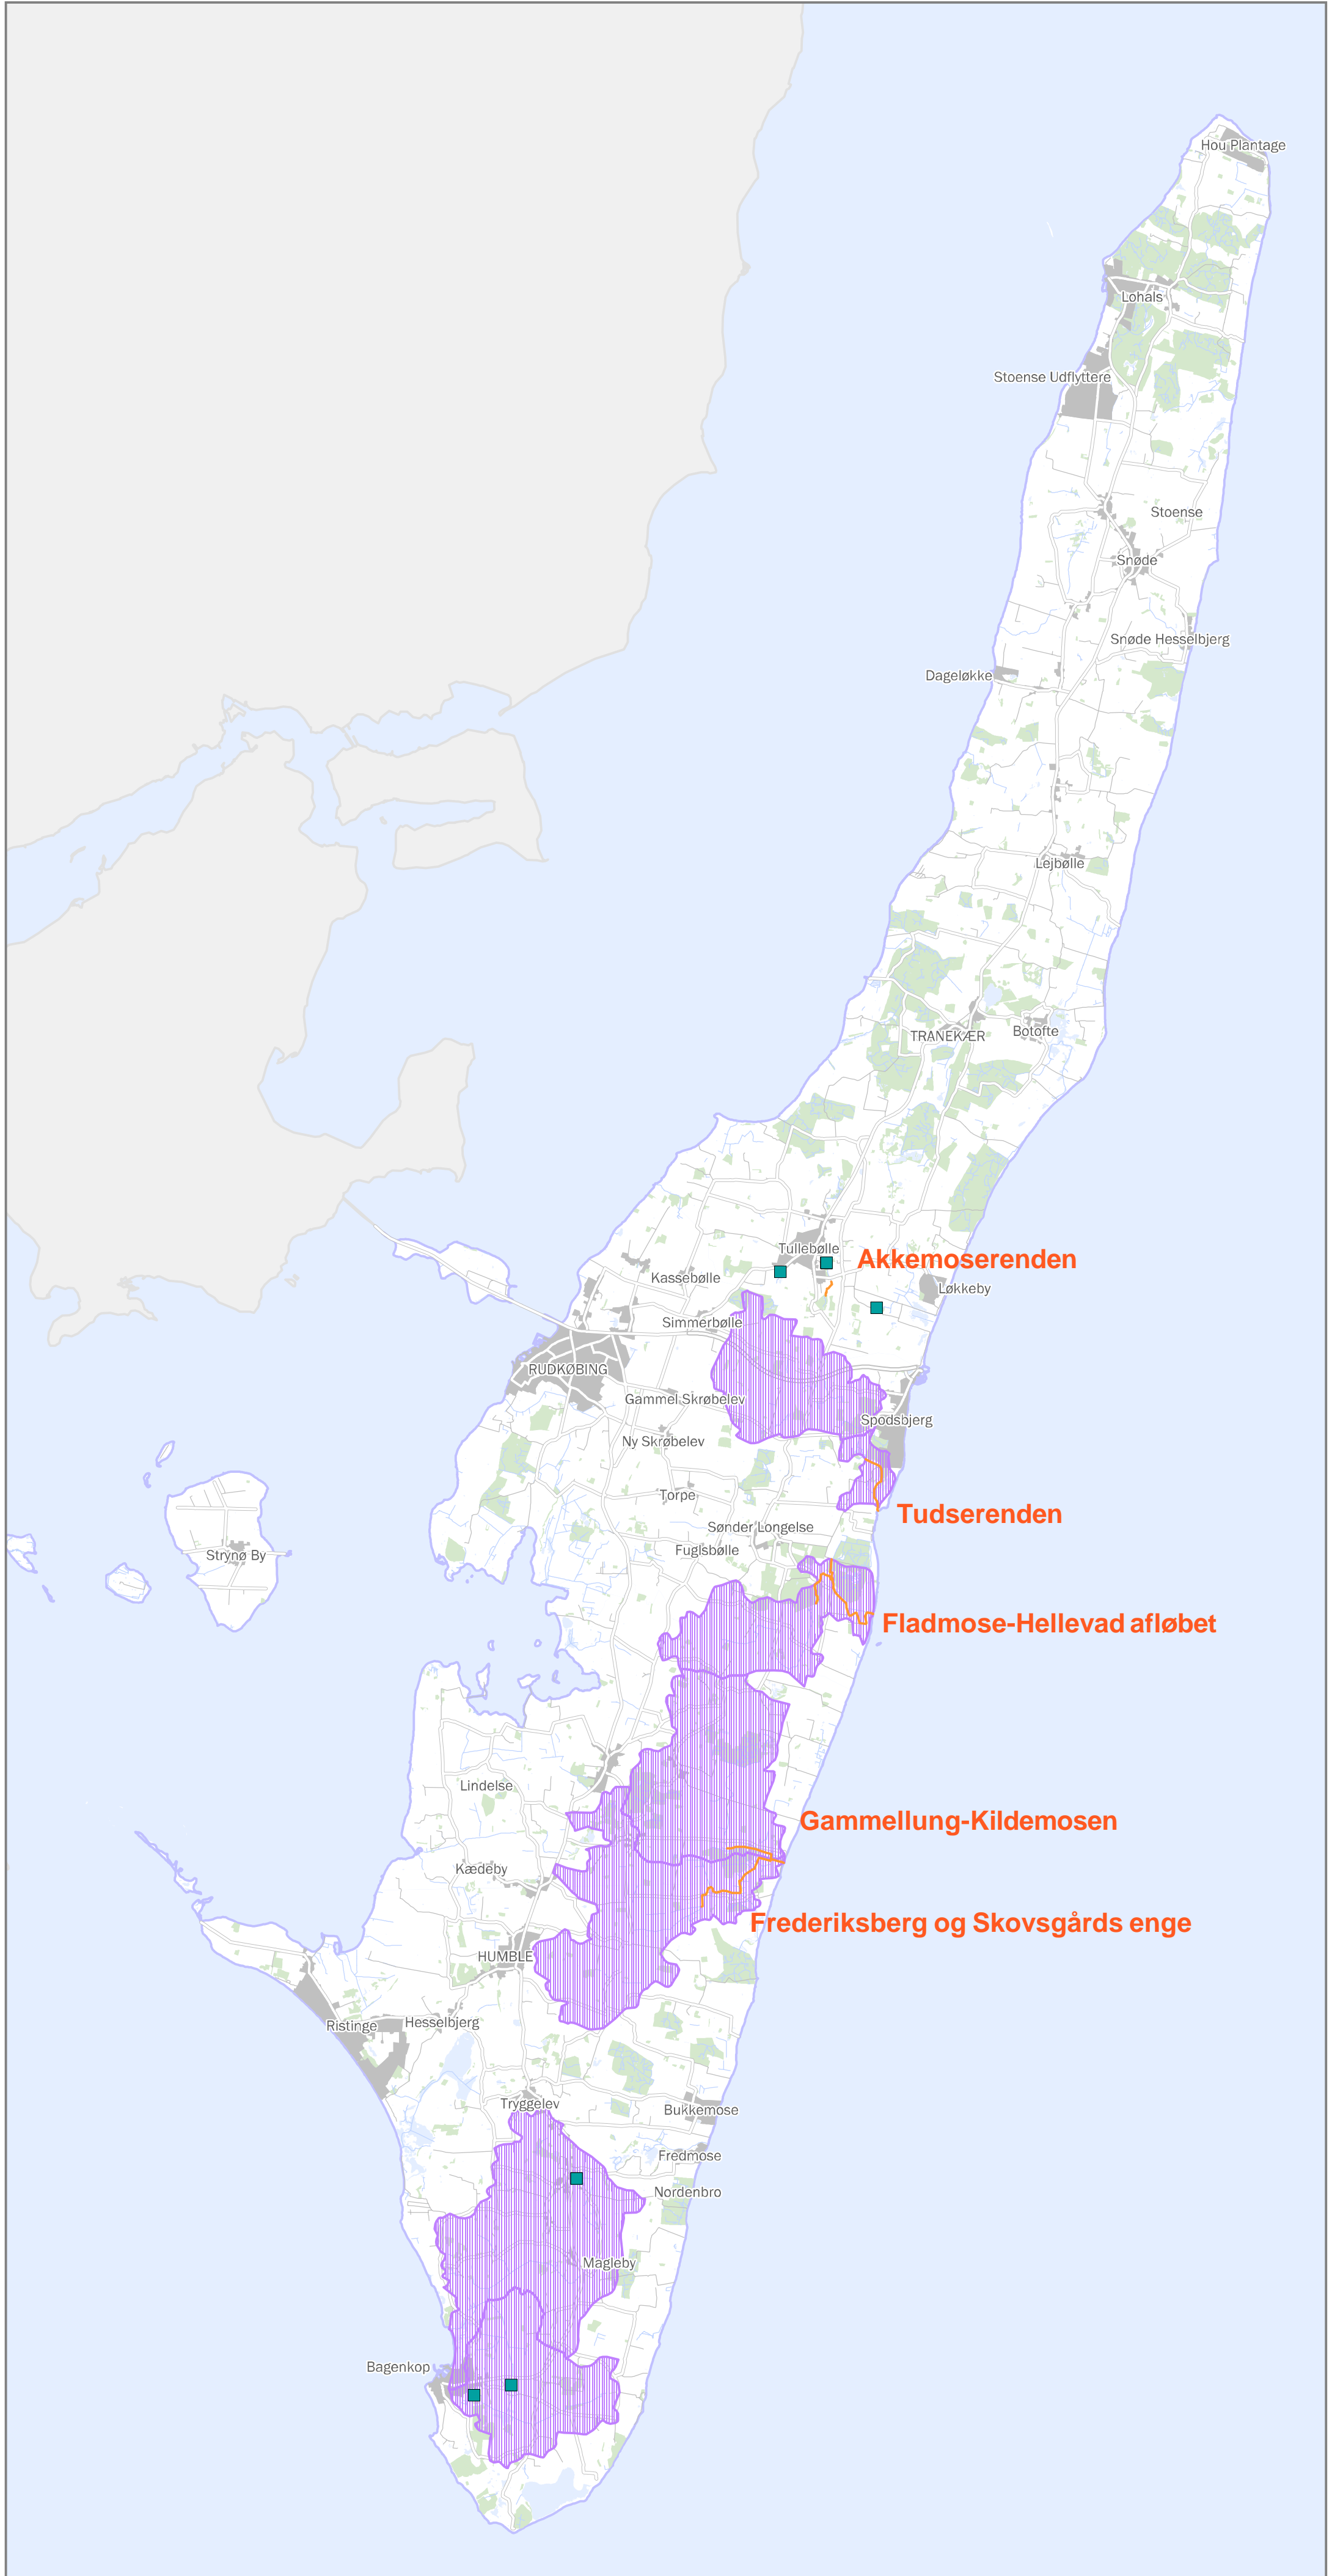 Hou Plantage
Lohals
Stoense Udflyttere
Stoense
Snøde
Snøde Hesselbjerg
Dageløkke
Lejbølle
TRANEKÆR
Botofte
Tullebølle
Akkemoserenden
Kassebølle
Løkkeby
Simmerbølle
RUDKØBING
Gammel Skrøbelev
Spodsbjerg
Ny Skrøbelev
Torpe
Tudserenden
Sønder Longelse
Fuglsbølle
Strynø By
Fladmose-Hellevad afløbet
Lindelse
Gammellung-Kildemosen
Kædeby
Frederiksberg og Skovsgårds enge
HUMBLE
Hesselbjerg
Ristinge
Tryggelev
Bukkemose
Fredmose
Nordenbro
Magleby
Bagenkop